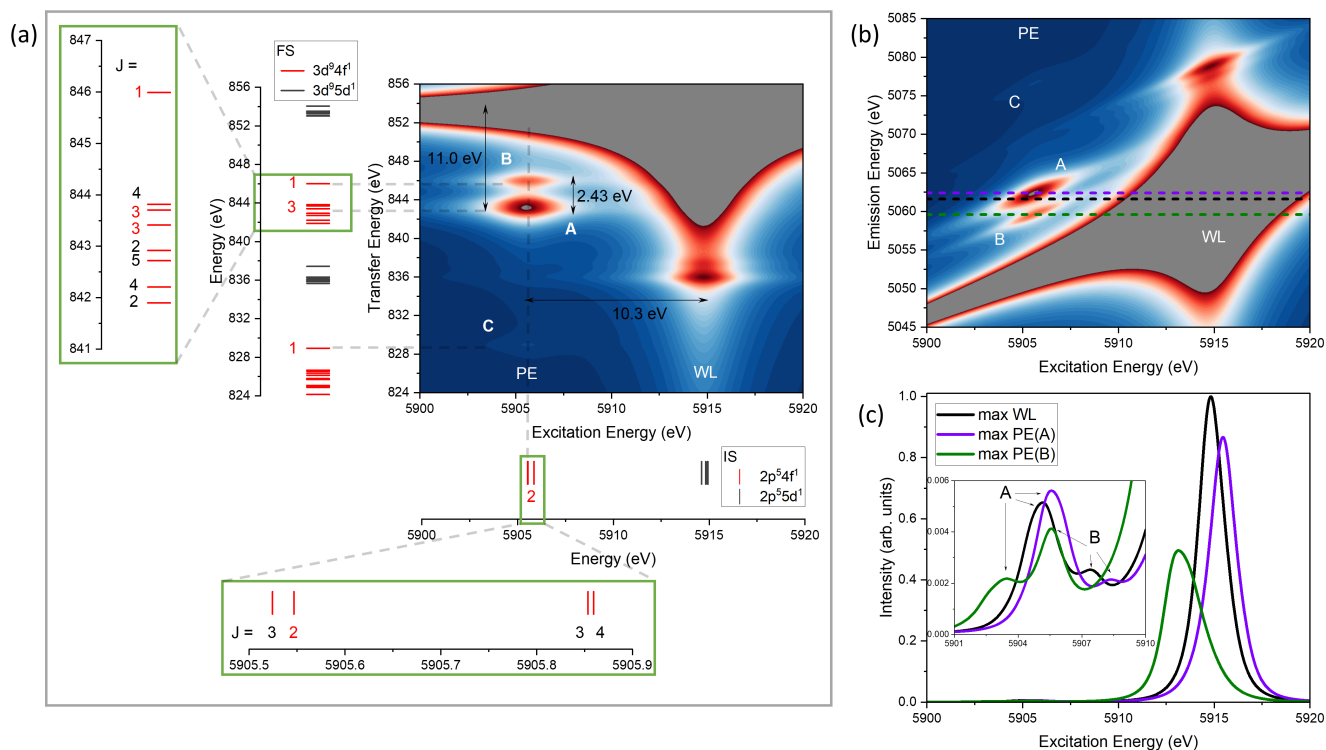 (a)
847
846
845
844
843
842
841
J =
1
4
3
3
2
5
4
2
FS
3d⁹4f¹
3d⁹5d¹
856
852
848
844
840
836
832
828
824
Energy (eV)
1
3
1
856
852
848
844
840
836
832
828
824
Transfer Energy (eV)
11.0 eV
B
2.43 eV
A
10.3 eV
C
PE
WL
5900
5905
5910
5915
5920
Excitation Energy (eV)
2
IS
2p⁵4f¹
2p⁵5d¹
5900
5905
5910
5915
5920
Energy (eV)
J = 3 2 3 4
5905.5
5905.6
5905.7
5905.8
5905.9
(b)
5085
5080
5070
5065
5060
5055
5050
5045
Emission Energy (eV)
PE
C
A
B
WL
5900
5905
5910
5915
5920
Excitation Energy (eV)
(c)
1.0
0.8
0.6
0.4
0.2
0.0
Intensity (arb. units)
max WL
max PE(A)
max PE(B)
0.006
0.004
0.002
0.000
A
B
5901
5904
5907
5910
5900
5905
5910
5915
5920
Excitation Energy (eV)